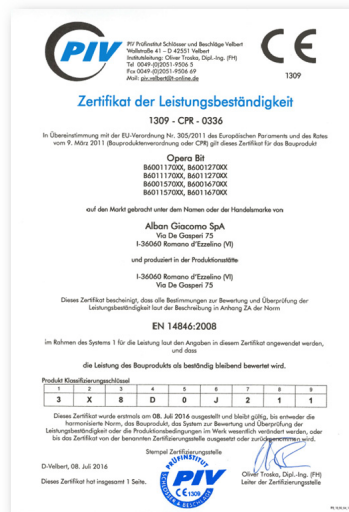 PIV
PIV Prüfinstitut Schlösser und Beschläge Velbert
Wallstraße 41 – D 42551 Velbert
Institutsleitung: Oliver Troska, Dipl.-Ing. (FH)
Tel 0049-(0)2051-9506 5
Fax 0049-(0)2051-9506 69
Mail: piv.velbert@t-online.de
CE
1309
Zertifikat der Leistungsbeständigkeit
1309 - CPR - 0336
In Übereinstimmung mit der EU-Verordnung Nr. 305/2011 des Europäischen Paraments und des Rates
vom 9. März 2011 (Bauproduktenverordnung oder CPR) gilt dieses Zertifikat für das Bauprodukt
Opera Bit
B6001170XX, B6001270XX
B6011170XX, B6011270XX
B6001570XX, B6001670XX
B6011570XX, B6011670XX
auf den Markt gebracht unter dem Namen oder der Handelsmarke von
Alban Giacomo SpA
Via De Gasperi 75
I-36060 Romano d'Ezzelino (VI)
und produziert in der Produktionsstätte
I-36060 Romano d'Ezzelino (VI)
Via De Gasperi 75
Dieses Zertifikat bescheinigt, dass alle Bestimmungen zur Bewertung und Überprüfung der
Leistungsbeständigkeit laut der Beschreibung in Anhang ZA der Norm
EN 14846:2008
im Rahmen des Systems 1 für die Leistung laut den Angaben in diesem Zertifikat angewendet werden,
und dass
die Leistung des Bauprodukts als beständig bleibend bewertet wird.
Produkt Klassifizierungsschlüssel
1 2 3 4 5 6 7 8 9
3 X 8 D 0 J 2 1 1
Dieses Zertifikat wurde erstmals am 08. Juli 2016 ausgestellt und bleibt gültig, bis entweder die
harmonisierte Norm, das Bauprodukt, das System zur Bewertung und Überprüfung der
Leistungsbeständigkeit oder die Produktionsbedingungen im Werk wesentlich verändert werden, oder
bis das Zertifikat von der benannten Zertifizierungsstelle ausgesetzt oder zurückgenommen wird.
Stempel Zertifizierungsstelle
D-Velbert, 08. Juli 2016
Dieses Zertifikat hat insgesamt 1 Seite.
PRÜFINSTITUT
PIV
CE 1309
SCHLÖSSER & BESCHLÄGE
Oliver Troska, Dipl.-Ing. (FH)
Leiter der Zertifizierungsstelle